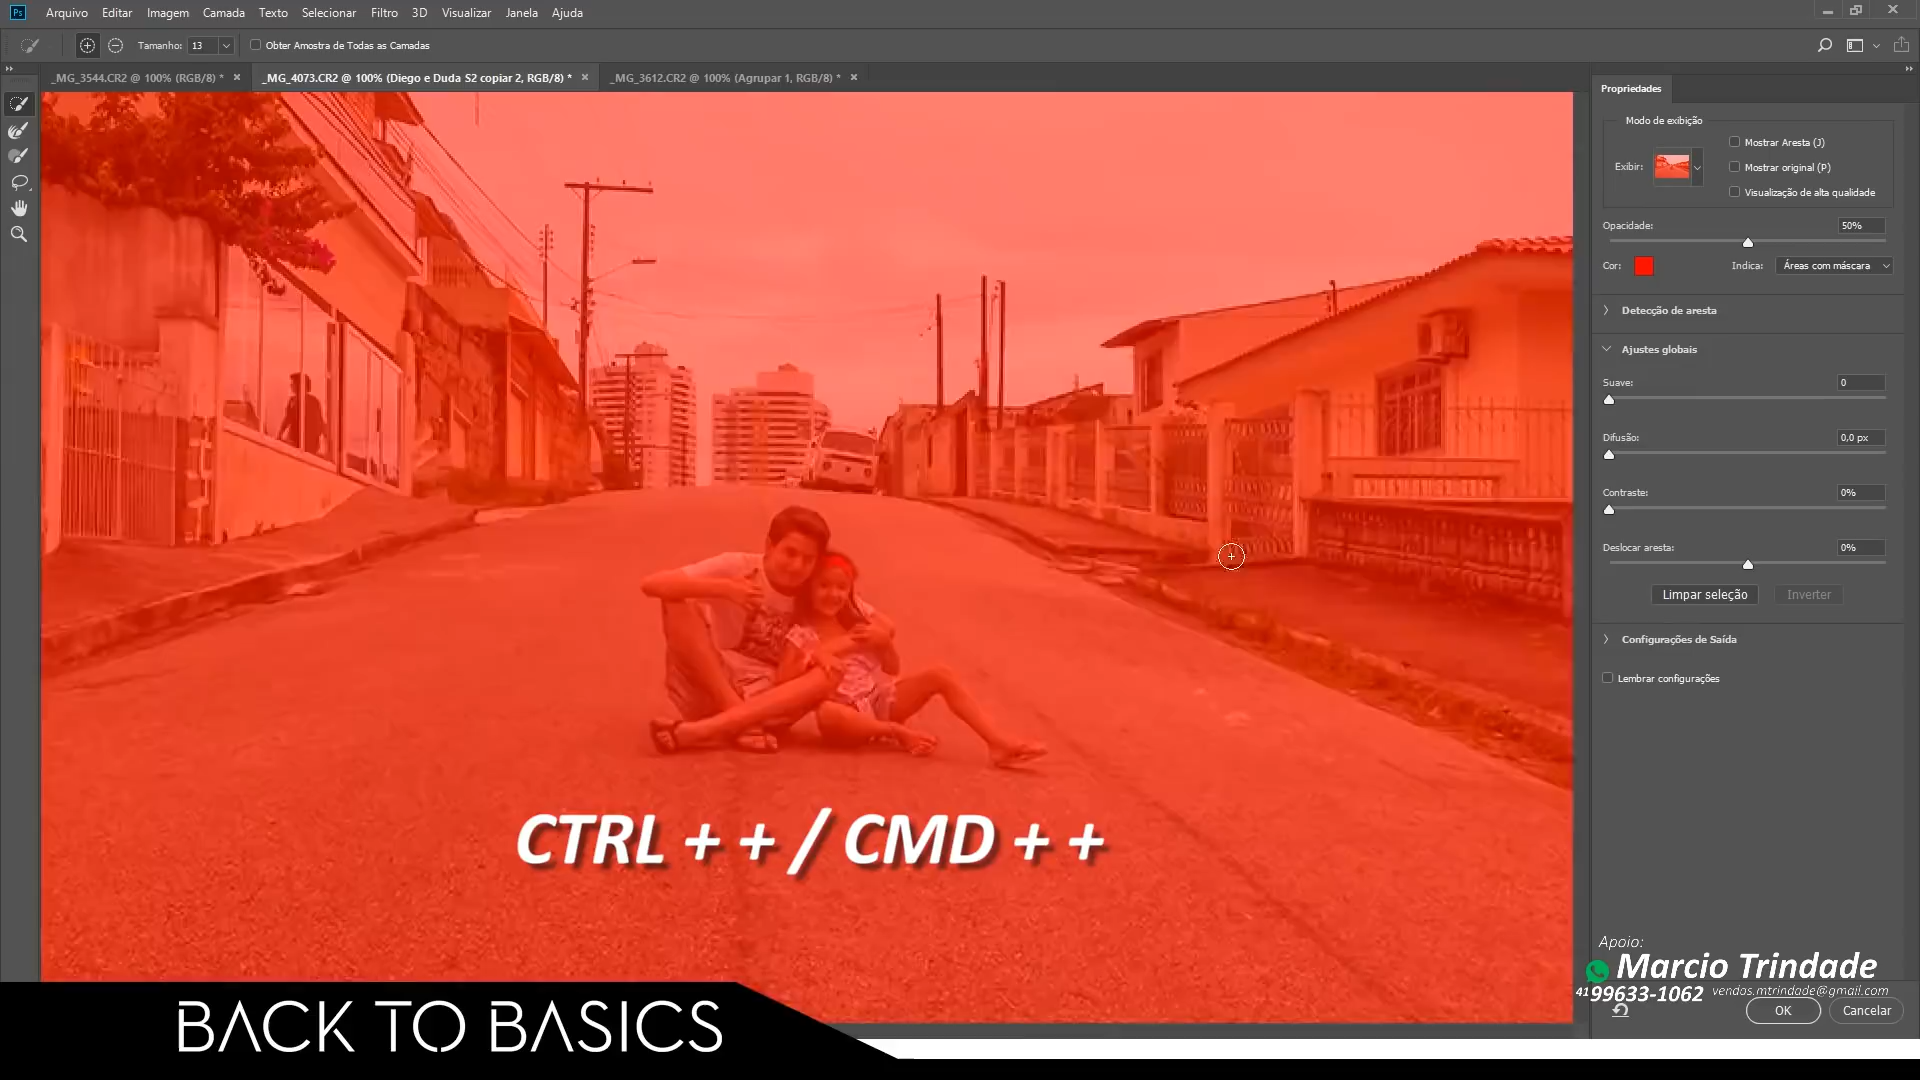 Ps Arquivo Editar Imagem Camada Texto Selecionar Filtro 3D Visualizar Janela Ajuda
Tamanho: 13 Obter Amostra de Todas as Camadas
_MG_3544.CR2 @ 100% (RGB/8) * × _MG_4073.CR2 @ 100% (Diego e Duda S2 copiar 2, RGB/8) * × _MG_3612.CR2 @ 100% (Agrupar 1, RGB/8) * ×
Propriedades
Modo de exibição
Exibir:
Mostrar Aresta (J)
Mostrar original (P)
Visualização de alta qualidade
Opacidade: 50%
Cor: Indica: Áreas com máscara
Detecção de aresta
Ajustes globais
Suave: 0
Difusão: 0,0 px
Contraste: 0%
Deslocar aresta: 0%
Limpar seleção Inverter
Configurações de Saída
Lembrar configurações
CTRL + + / CMD + +
Apoio:
Marcio Trindade
41 99633-1062 vendas.mtrindade@gmail.com
OK Cancelar
BACK TO BASICS